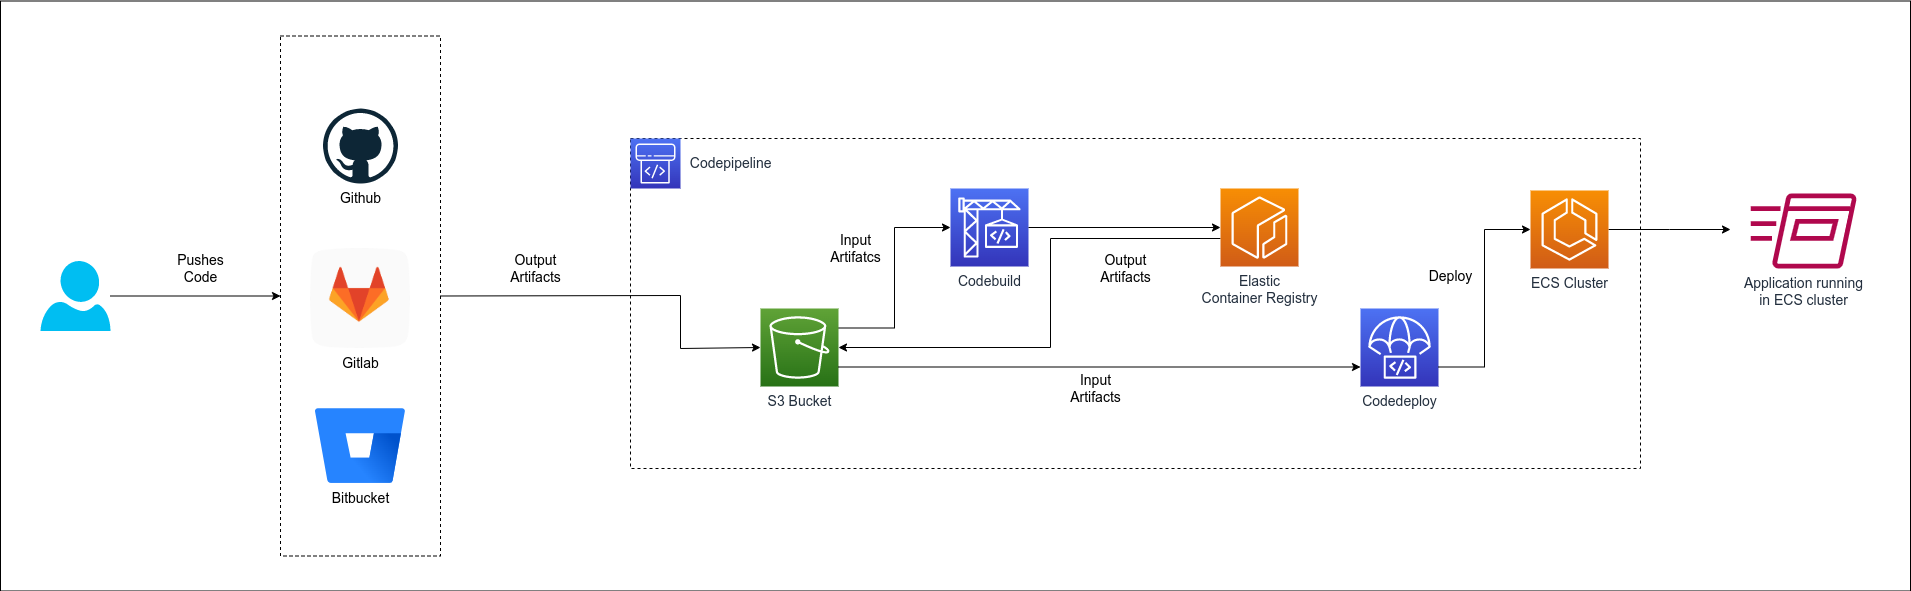 Pushes
Code
Github
Gitlab
Bitbucket
Output
Artifacts
Codepipeline
Input
Artifatcs
Codebuild
Output
Artifacts
Elastic
Container Registry
S3 Bucket
Input
Artifacts
Codedeploy
Deploy
ECS Cluster
Application running
in ECS cluster